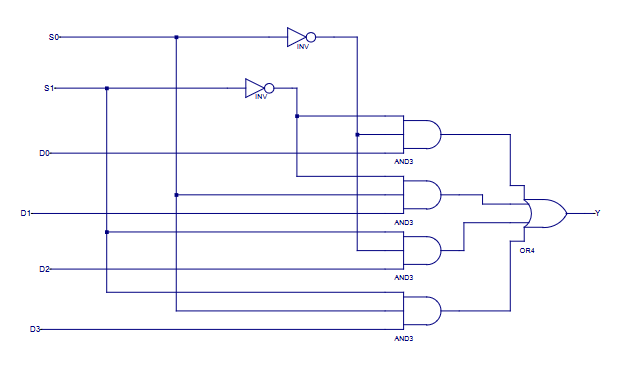 S0
INV
S1
INV
D0
AND3
D1
Y
AND3
OR4
D2
AND3
D3
AND3